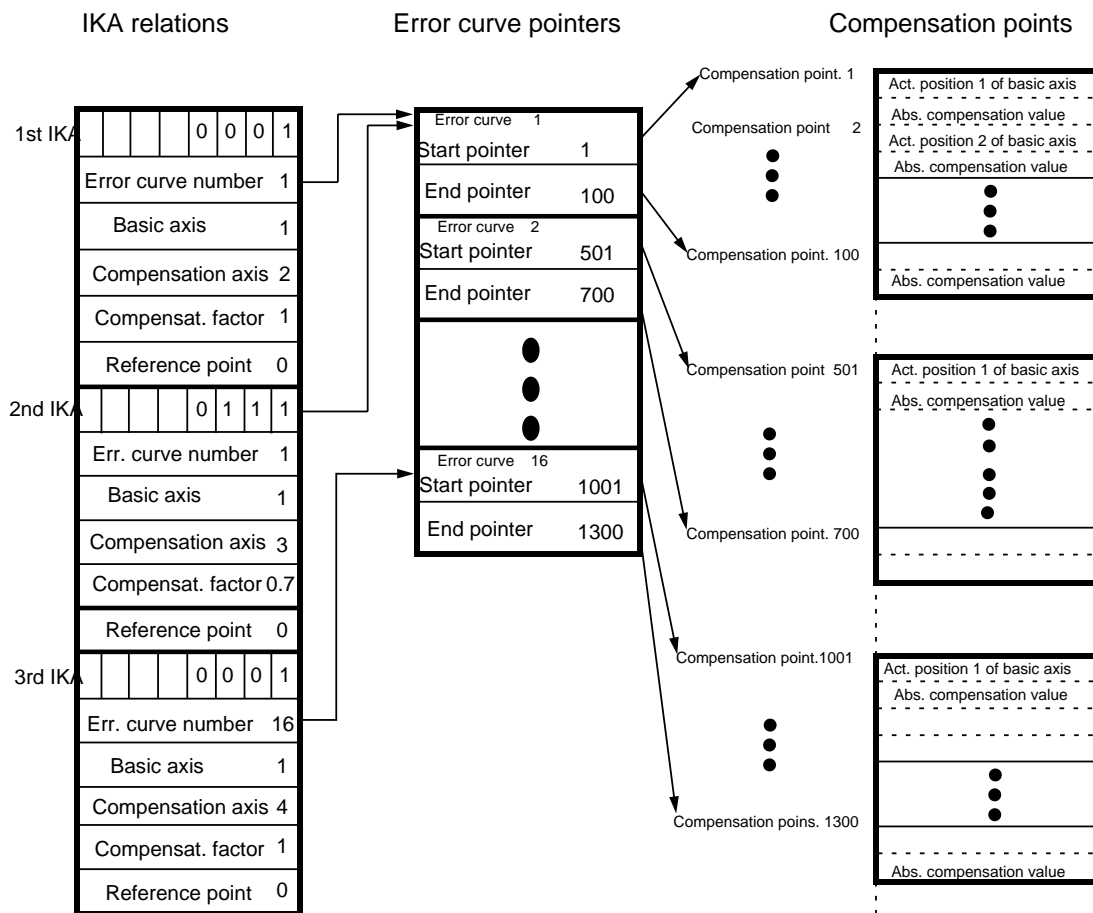 IKA relations
Error curve pointers
Compensation points
1st IKA
0 0 0 1
Error curve number 1
Basic axis 1
Compensation axis 2
Compensat. factor 1
Reference point 0
2nd IKA
0 1 1 1
Err. curve number 1
Basic axis 1
Compensation axis 3
Compensat. factor 0.7
Reference point 0
3rd IKA
0 0 0 1
Err. curve number 16
Basic axis 1
Compensation axis 4
Compensat. factor 1
Reference point 0
Error curve 1
Start pointer 1
End pointer 100
Error curve 2
Start pointer 501
End pointer 700
Error curve 16
Start pointer 1001
End pointer 1300
Compensation point. 1
Compensation point 2
Compensation point. 100
Compensation point 501
Compensation point. 700
Compensation point.1001
Compensation poins. 1300
Act. position 1 of basic axis
Abs. compensation value
Act. position 2 of basic axis
Abs. compensation value
Abs. compensation value
Act. position 1 of basic axis
Abs. compensation value
Act. position 1 of basic axis
Abs. compensation value
Abs. compensation value